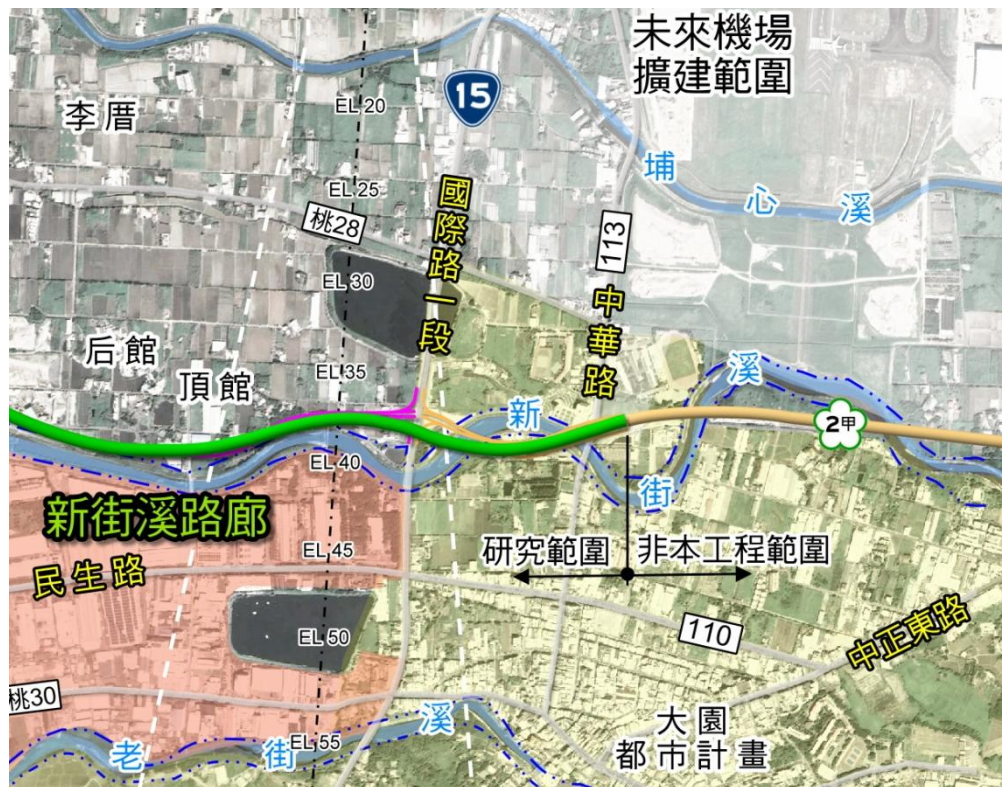 未來機場
擴建範圍
15
李厝
EL 20
埔心溪
EL 25
桃28
國際路一段
113
中華路
EL 30
后館
頂館
EL 35
新街溪
2甲
EL 40
新街溪路廊
民生路
EL 45
研究範圍
非本工程範圍
EL 50
110
中正東路
桃30
大園
都市計畫
老街溪
EL 55